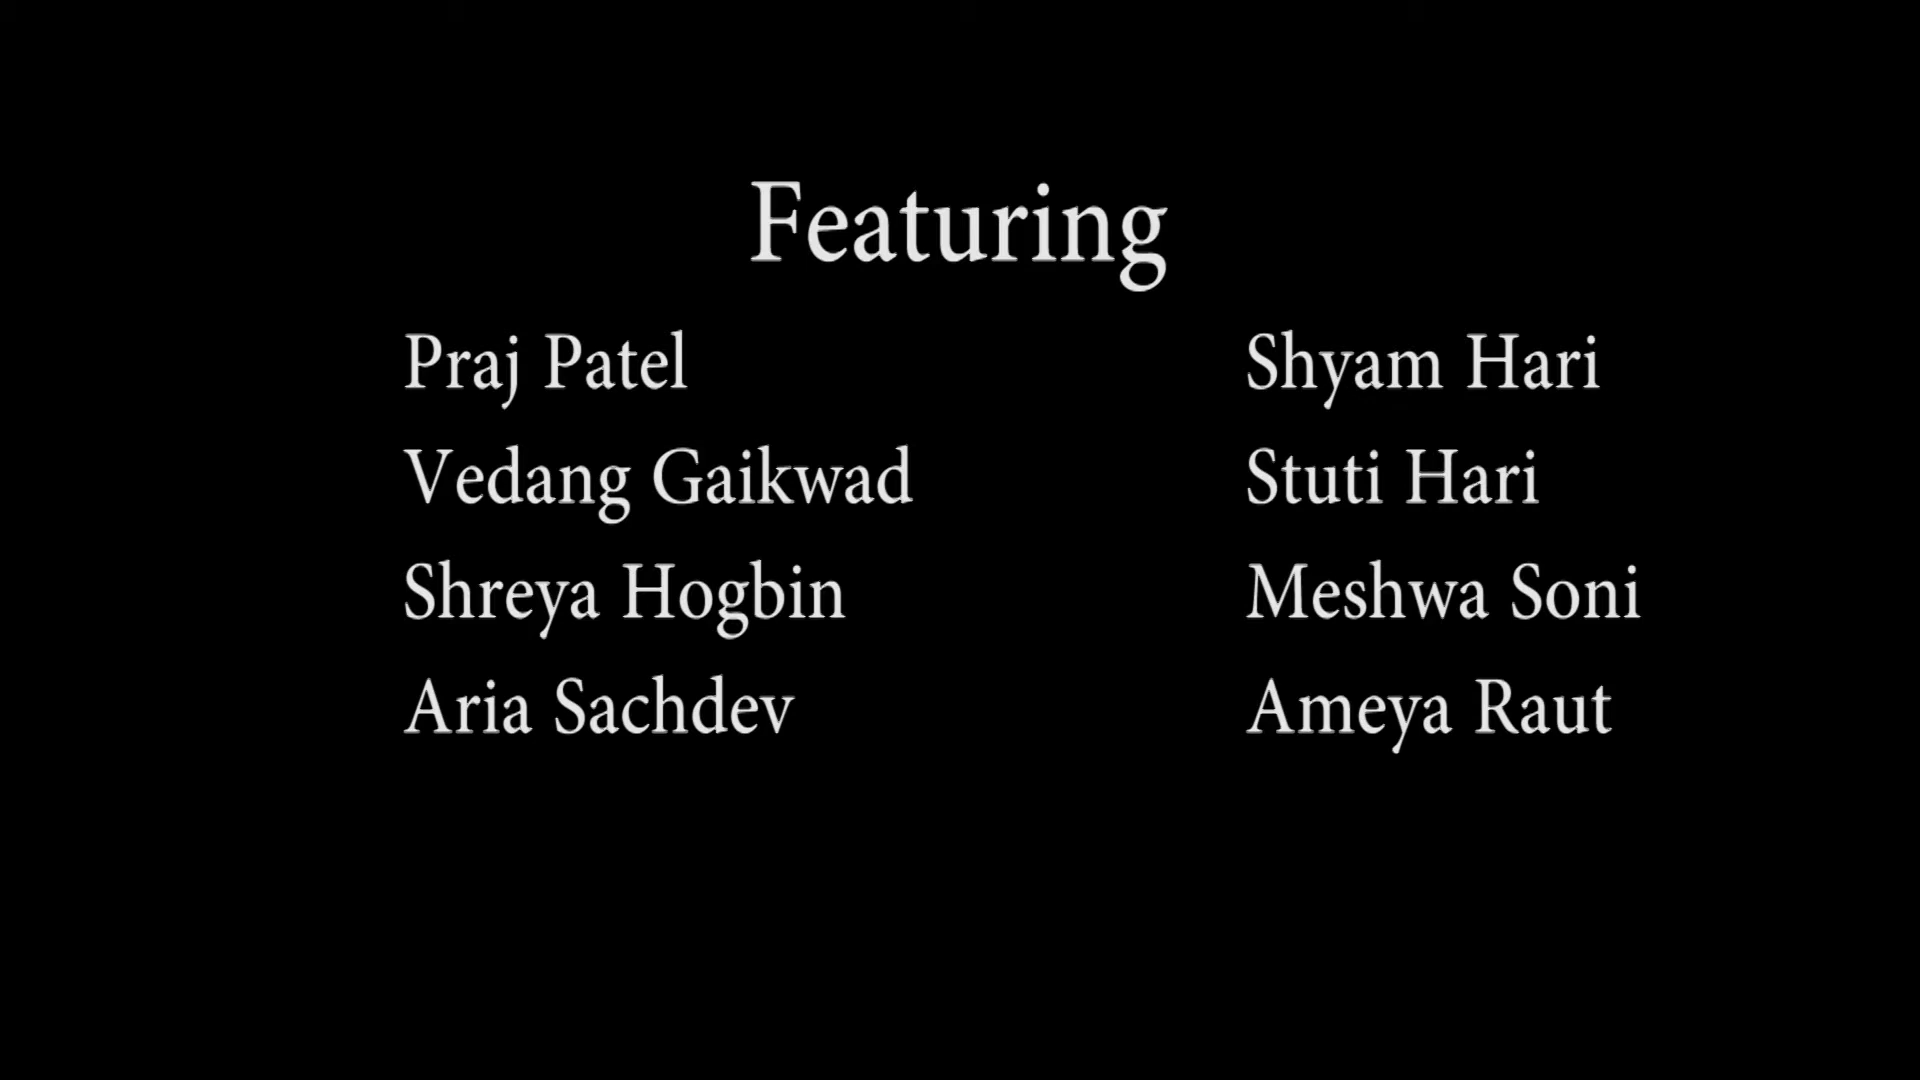 Featuring
Praj Patel
Vedang Gaikwad
Shreya Hogbin
Aria Sachdev
Shyam Hari
Stuti Hari
Meshwa Soni
Ameya Raut